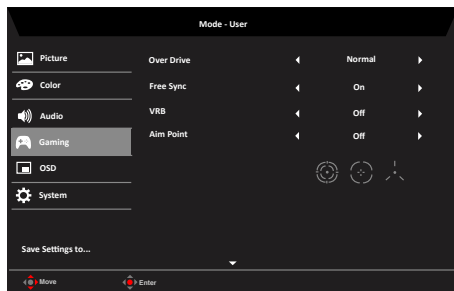 Mode - User
Picture
Color
Audio
Gaming
OSD
System
Save Settings to...
Over Drive Normal
Free Sync On
VRB Off
Aim Point Off
Move Enter